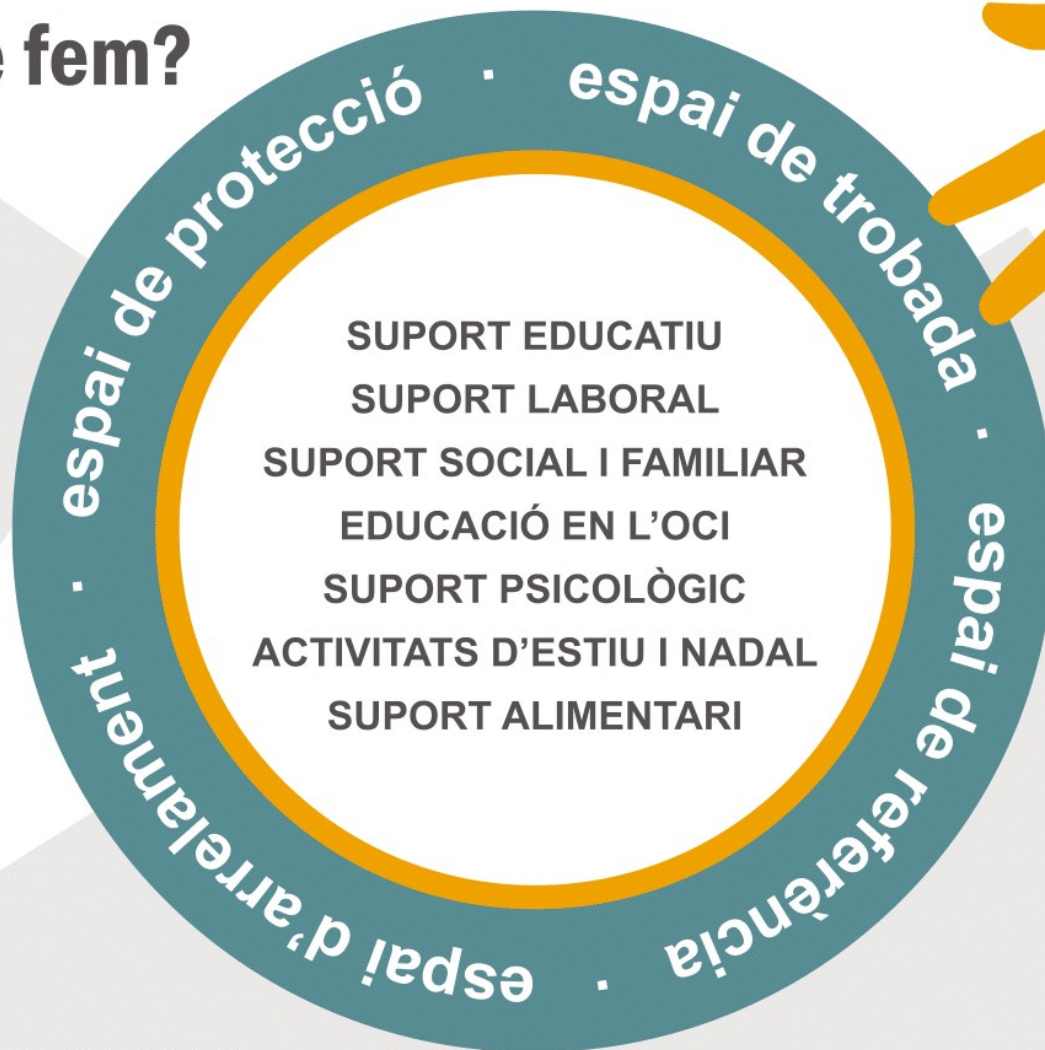 fem?
espai de protecció · espai de trobada · espai de referència · espai d'arrelament ·
SUPORT EDUCATIU
SUPORT LABORAL
SUPORT SOCIAL I FAMILIAR
EDUCACIÓ EN L'OCI
SUPORT PSICOLÒGIC
ACTIVITATS D'ESTIU I NADAL
SUPORT ALIMENTARI